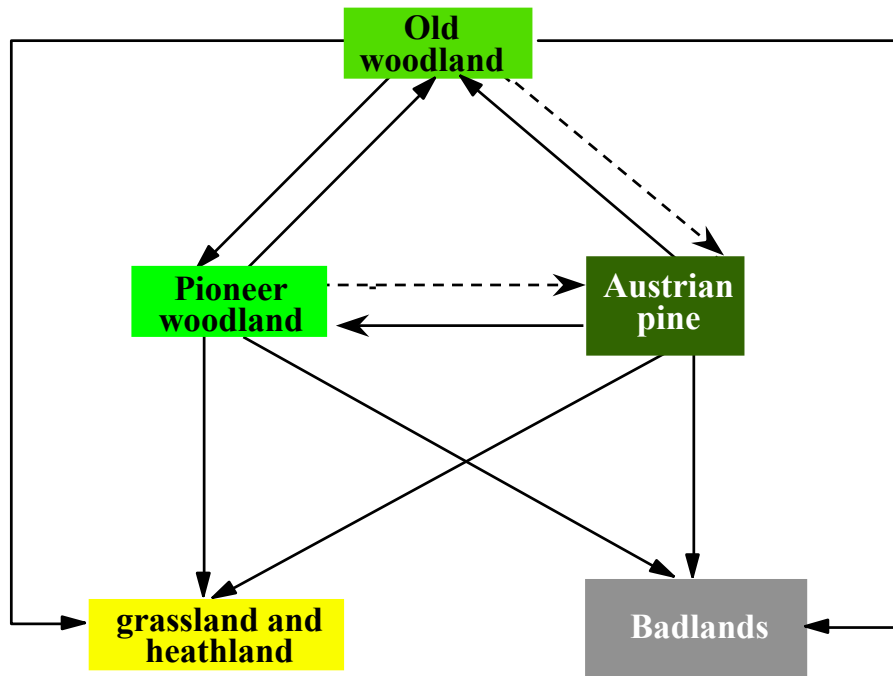 Old
woodland
Pioneer
woodland
Austrian
pine
grassland and
heathland
Badlands